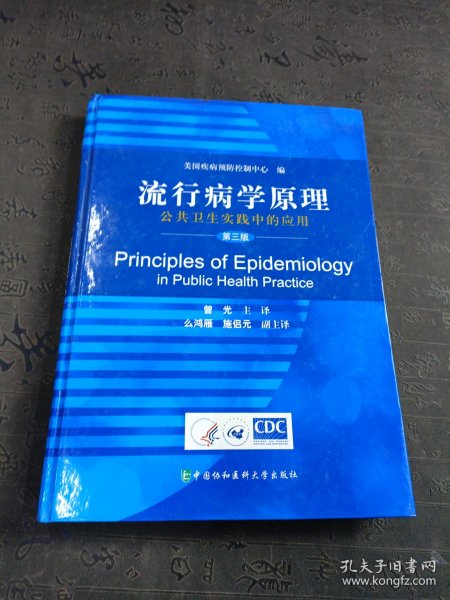 美国疾病预防控制中心 编
流行病学原理
公共卫生实践中的应用
第三版
Principles of Epidemiology
in Public Health Practice
曾 光 主 译
么鸿雁 施侣元 副主译
CDC
中国协和医科大学出版社
孔夫子旧书网
www.kongfz.com